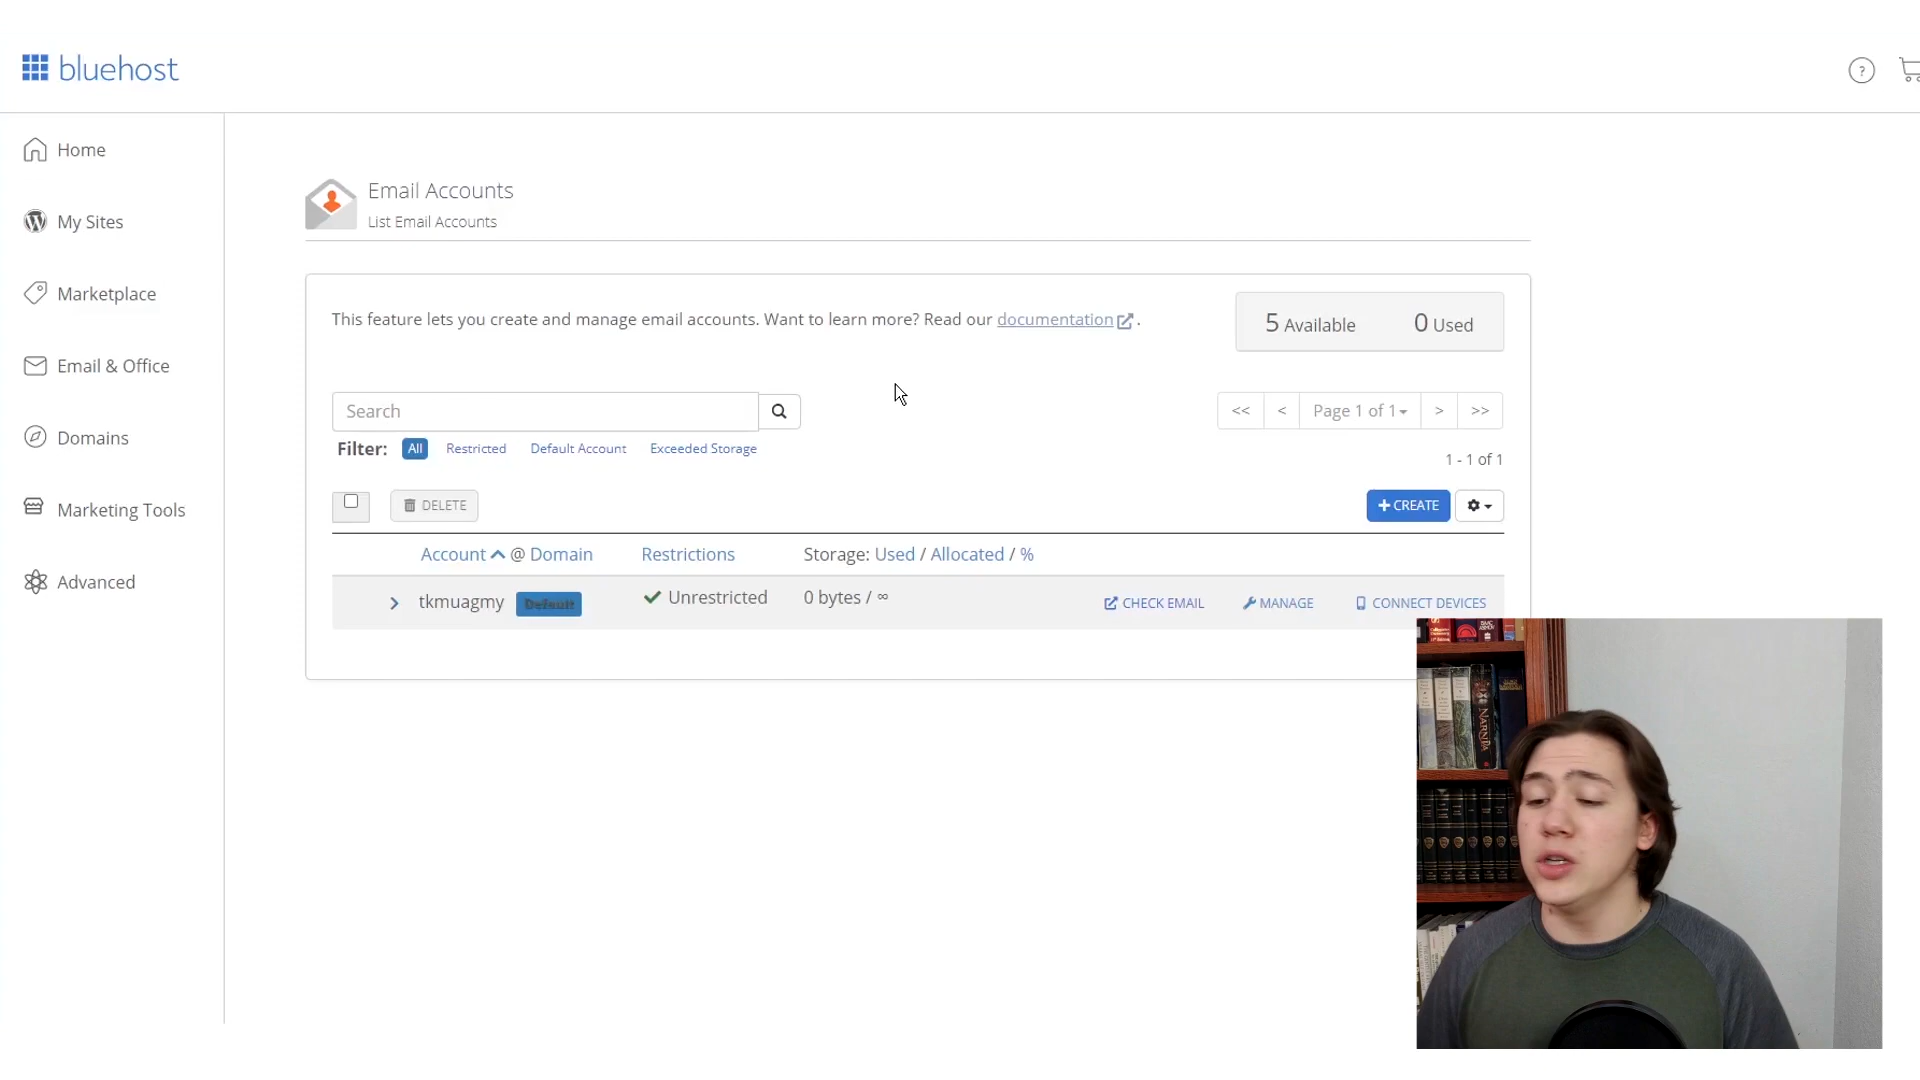 bluehost
?
Home
My Sites
Marketplace
Email & Office
Domains
Marketing Tools
Advanced
Email Accounts
List Email Accounts
This feature lets you create and manage email accounts. Want to learn more? Read our documentation .
5 Available 0 Used
Search
<< < Page 1 of 1 > >>
Filter: All Restricted Default Account Exceeded Storage
1 - 1 of 1
DELETE
+ CREATE
Account @ Domain Restrictions Storage: Used / Allocated / %
tkmuagmy Default Unrestricted 0 bytes / ∞ CHECK EMAIL MANAGE CONNECT DEVICES
NARNIA